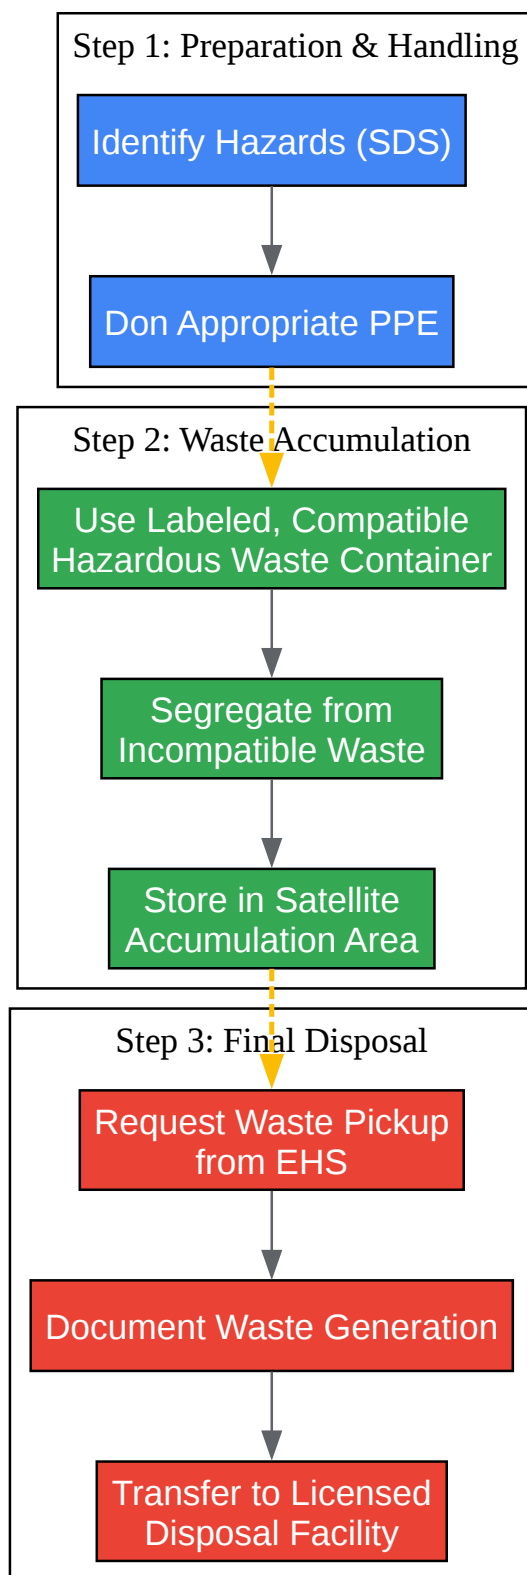 Step 1: Preparation & Handling
Identify Hazards (SDS)
Don Appropriate PPE
Step 2: Waste Accumulation
Use Labeled, Compatible
Hazardous Waste Container
Segregate from
Incompatible Waste
Store in Satellite
Accumulation Area
Step 3: Final Disposal
Request Waste Pickup
from EHS
Document Waste Generation
Transfer to Licensed
Disposal Facility